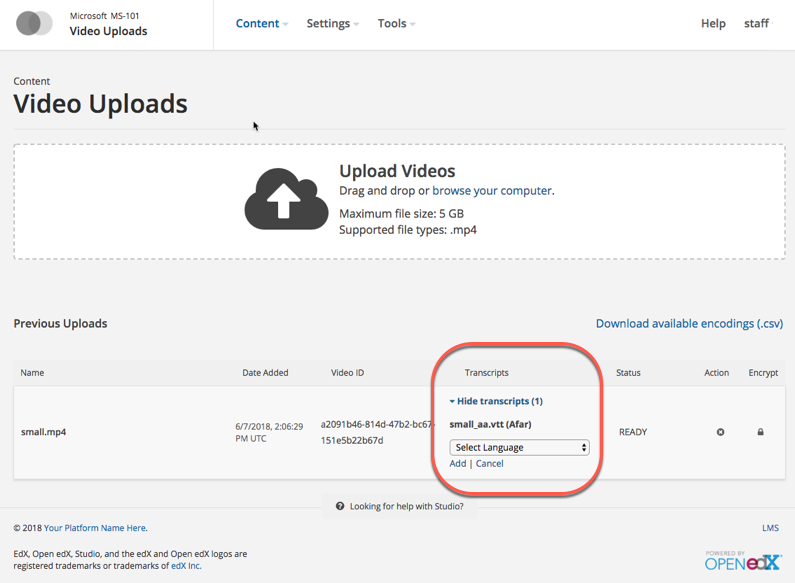 Microsoft MS-101
Video Uploads
Content
Settings
Tools
Help
staff
Content
Video Uploads
Upload Videos
Drag and drop or browse your computer.
Maximum file size: 5 GB
Supported file types: .mp4
Previous Uploads
Download available encodings (.csv)
Name Date Added Video ID Transcripts Status Action Encrypt
small.mp4
6/7/2018, 2:06:29
PM UTC
a2091b46-814d-47b2-bc67-
151e5b22b67d
Hide transcripts (1)
small_aa.vtt (Afar)
Select Language
Add | Cancel
READY
Looking for help with Studio?
© 2018 Your Platform Name Here.
LMS
EdX, Open edX, Studio, and the edX and Open edX logos are
registered trademarks or trademarks of edX Inc.
POWERED BY
OPEN edX